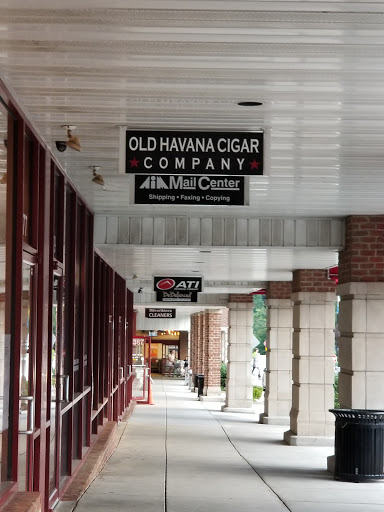 OLD HAVANA CIGAR
COMPANY
AIM Mail Center
Shipping • Faxing • Copying
ATI
CLEANERS